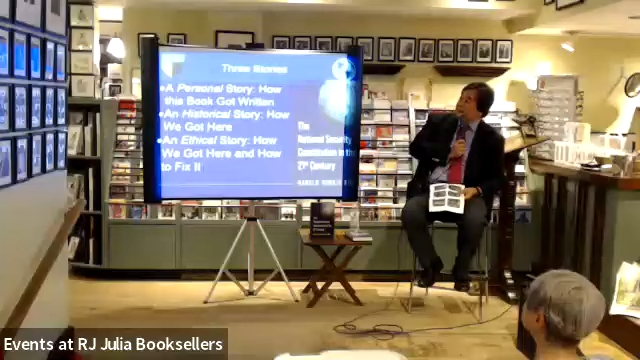 Three Stories
A Personal Story: How
this Book Got Written
An Historical Story: How
We Got Here
An Ethical Story: How
We Got Here and How
to Fix It
The
National Security
Constitution in the
21st Century
Events at RJ Julia Booksellers